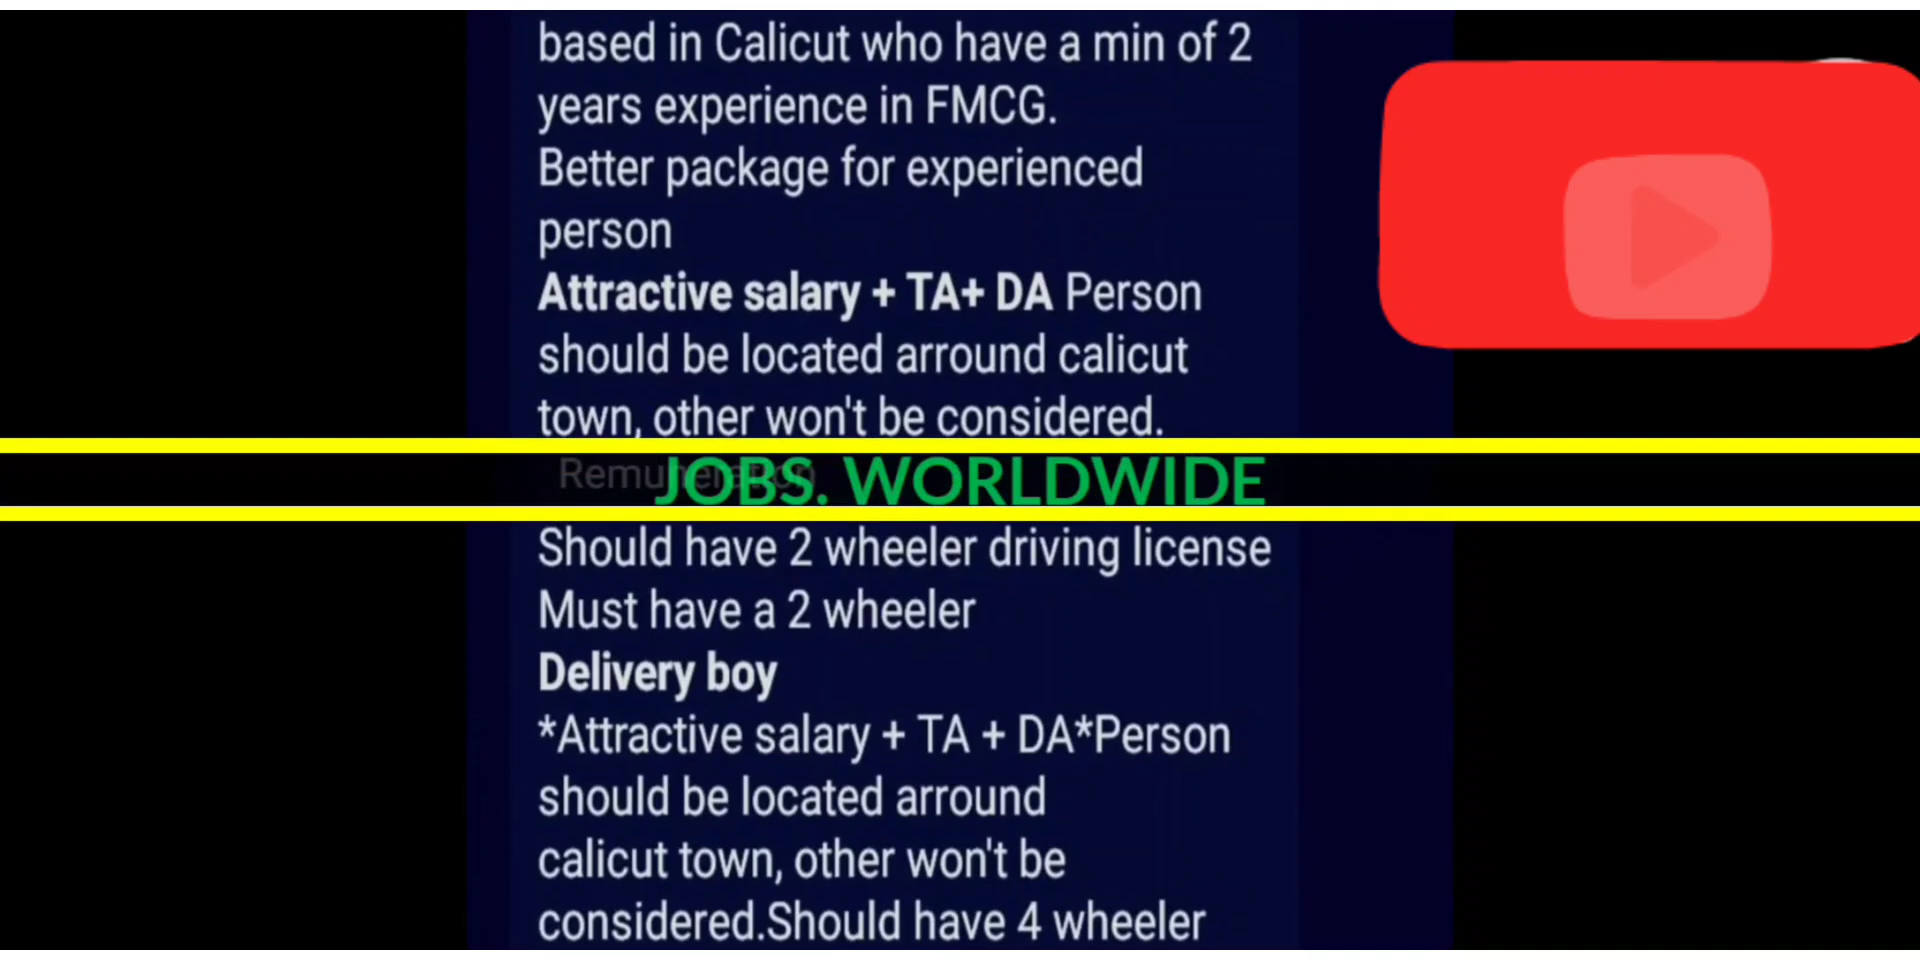 based in Calicut who have a min of 2
years experience in FMCG.
Better package for experienced
person
Attractive salary + TA+ DA Person
should be located arround calicut
town, other won't be considered.
Remuneration
JOBS. WORLDWIDE
Should have 2 wheeler driving license
Must have a 2 wheeler
Delivery boy
*Attractive salary + TA + DA*Person
should be located arround
calicut town, other won't be
considered.Should have 4 wheeler